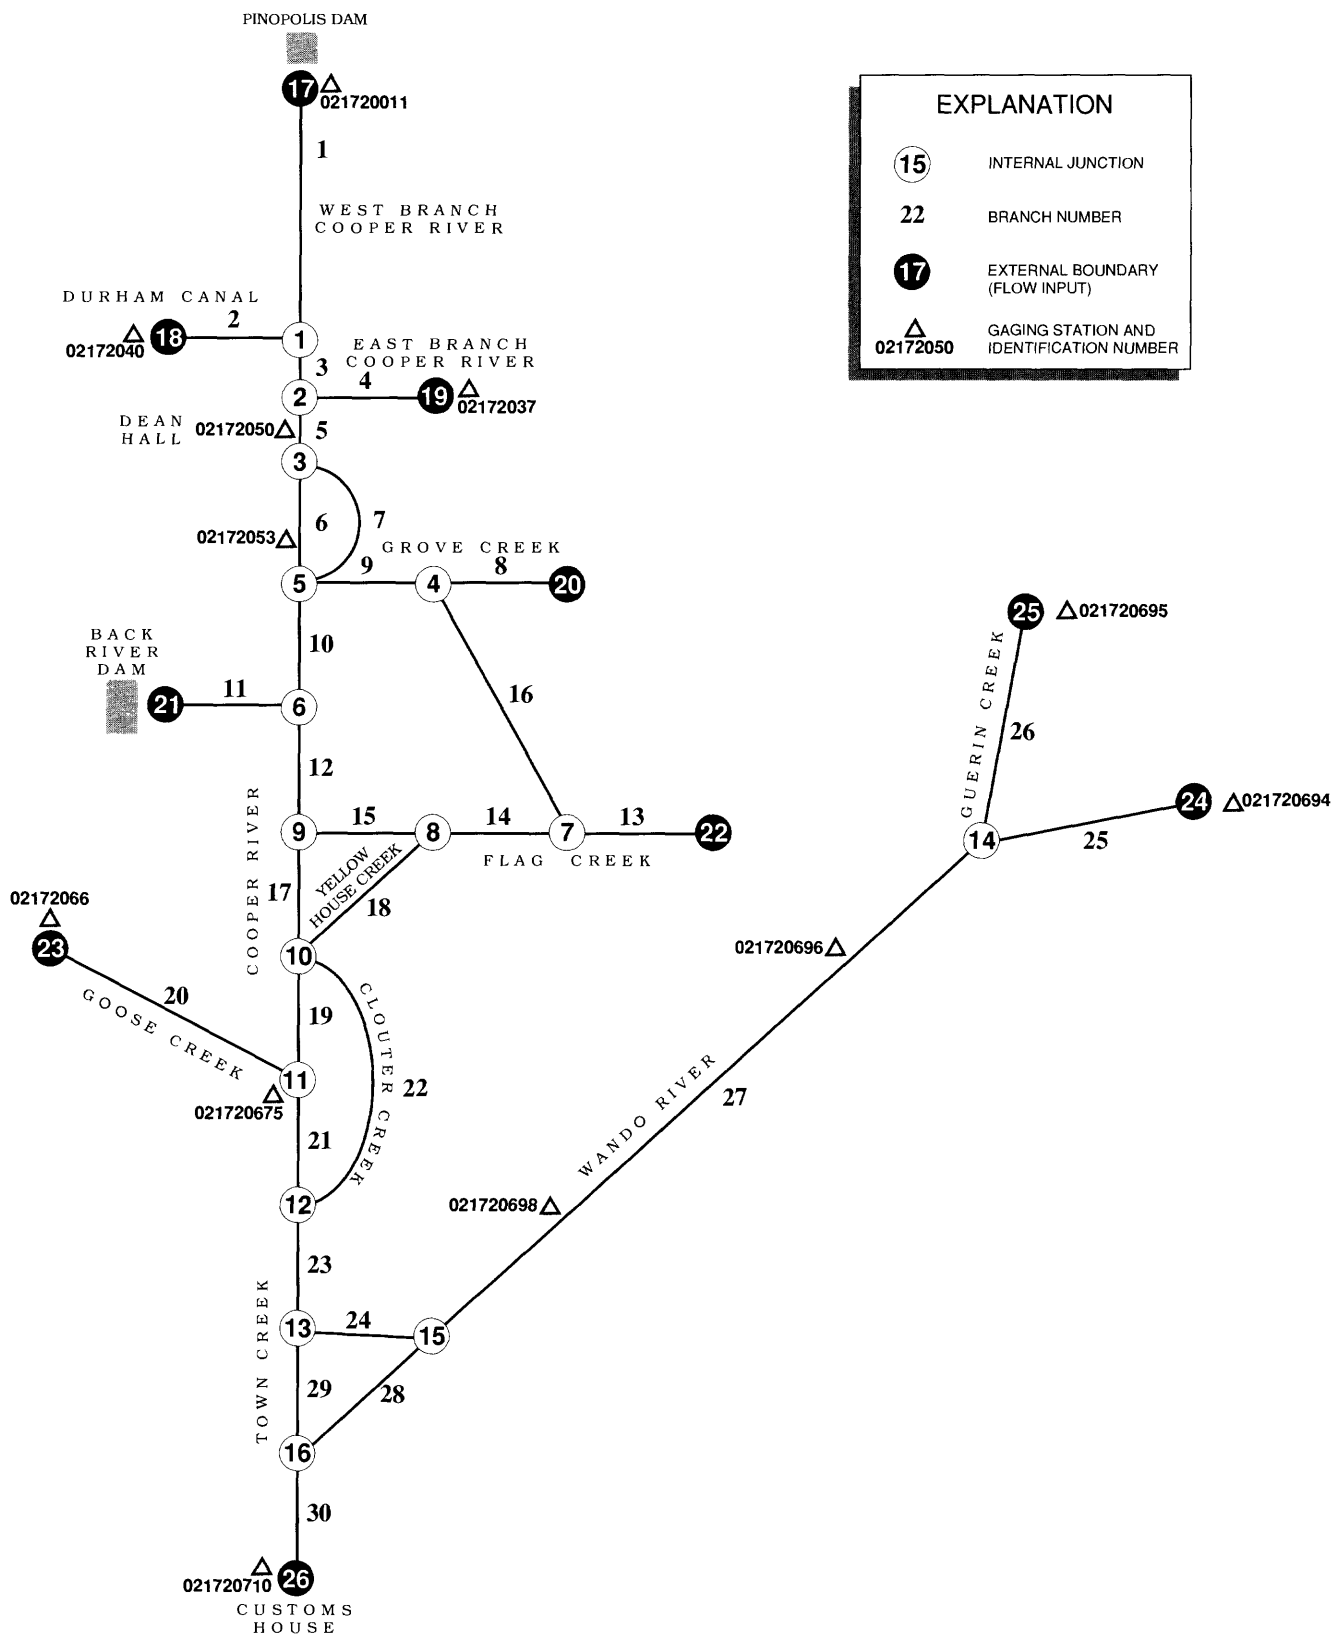 PINOPOLIS DAM
17
021720011
1
WEST BRANCH
COOPER RIVER
DURHAM CANAL
2
18
02172040
1
EAST BRANCH
COOPER RIVER
3
4
2
19
02172037
DEAN
HALL
02172050
5
3
02172053
6
7
GROVE CREEK
9
8
5
4
20
10
BACK
RIVER
DAM
21
11
6
16
12
COOPER RIVER
9
15
8
14
7
13
22
FLAG CREEK
YELLOW
HOUSE CREEK
17
18
02172066
23
10
20
GOOSE CREEK
19
CLOUTER CREEK
22
11
021720675
21
12
23
TOWN CREEK
13
24
15
29
28
16
30
021720710
26
CUSTOMS
HOUSE
25
021720695
GUERIN CREEK
26
24
021720694
14
25
021720696
27
WANDO RIVER
021720698
EXPLANATION
15
INTERNAL JUNCTION
22
BRANCH NUMBER
17
EXTERNAL BOUNDARY
(FLOW INPUT)
02172050
GAGING STATION AND
IDENTIFICATION NUMBER